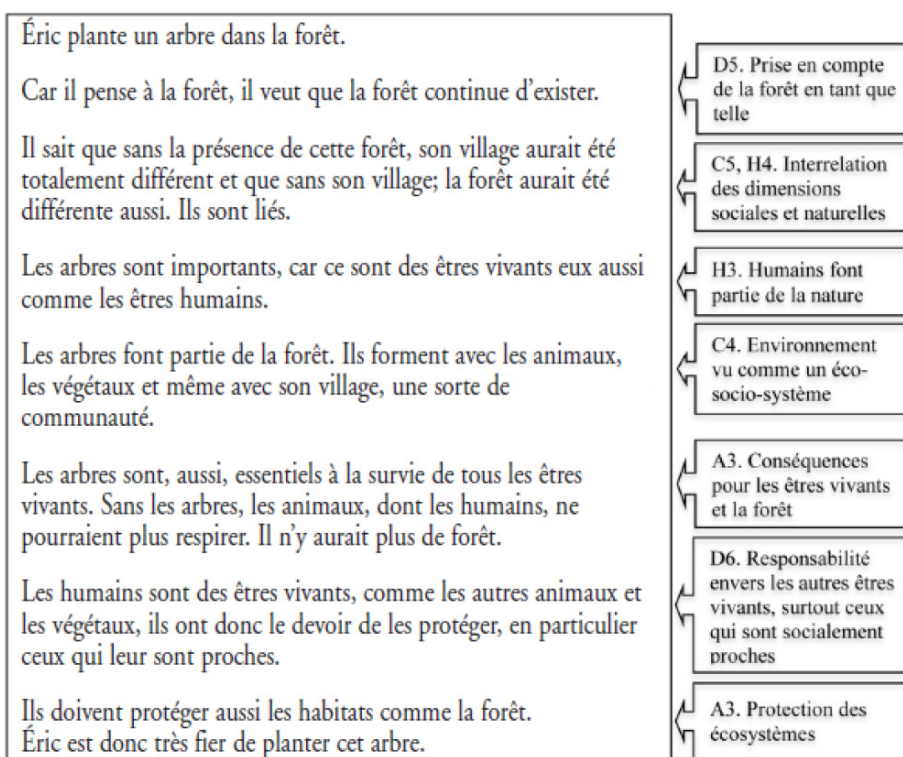 Éric plante un arbre dans la forêt.
Car il pense à la forêt, il veut que la forêt continue d'exister.
D5. Prise en compte
de la forêt en tant que
telle
Il sait que sans la présence de cette forêt, son village aurait été
totalement différent et que sans son village; la forêt aurait été
différente aussi. Ils sont liés.
C5, H4. Interrelation
des dimensions
sociales et naturelles
Les arbres sont importants, car ce sont des êtres vivants eux aussi
comme les êtres humains.
H3. Humains font
partie de la nature
Les arbres font partie de la forêt. Ils forment avec les animaux,
les végétaux et même avec son village, une sorte de
communauté.
C4. Environnement
vu comme un éco-
socio-système
Les arbres sont, aussi, essentiels à la survie de tous les êtres
vivants. Sans les arbres, les animaux, dont les humains, ne
pourraient plus respirer. Il n'y aurait plus de forêt.
A3. Conséquences
pour les êtres vivants
et la forêt
Les humains sont des êtres vivants, comme les autres animaux et
les végétaux, ils ont donc le devoir de les protéger, en particulier
ceux qui leur sont proches.
D6. Responsabilité
envers les autres êtres
vivants, surtout ceux
qui sont socialement
proches
Ils doivent protéger aussi les habitats comme la forêt.
Éric est donc très fier de planter cet arbre.
A3. Protection des
écosystèmes